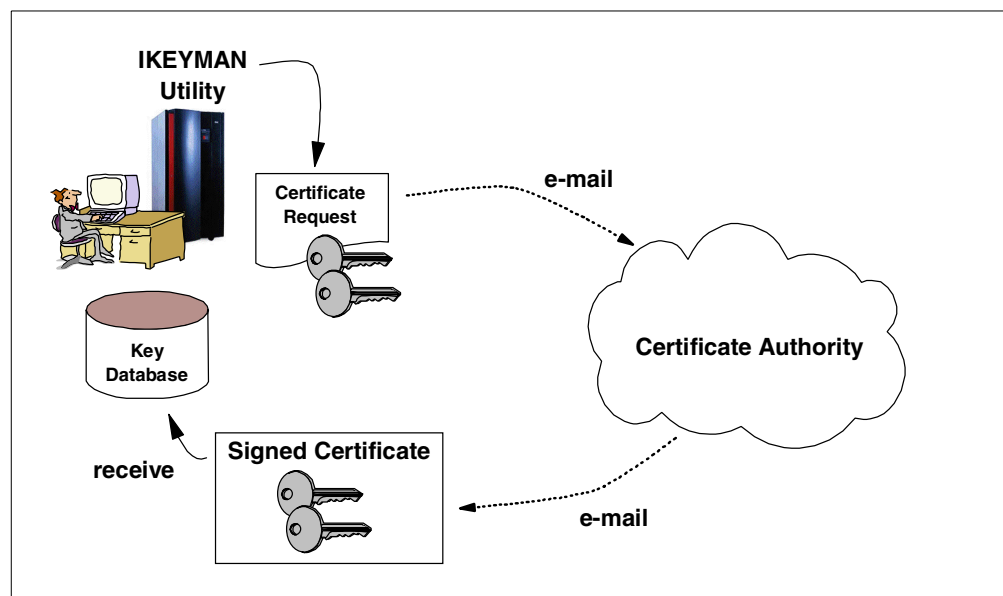 IKEYMAN
Utility
Certificate
Request
e-mail
Certificate Authority
Key
Database
receive
Signed Certificate
e-mail